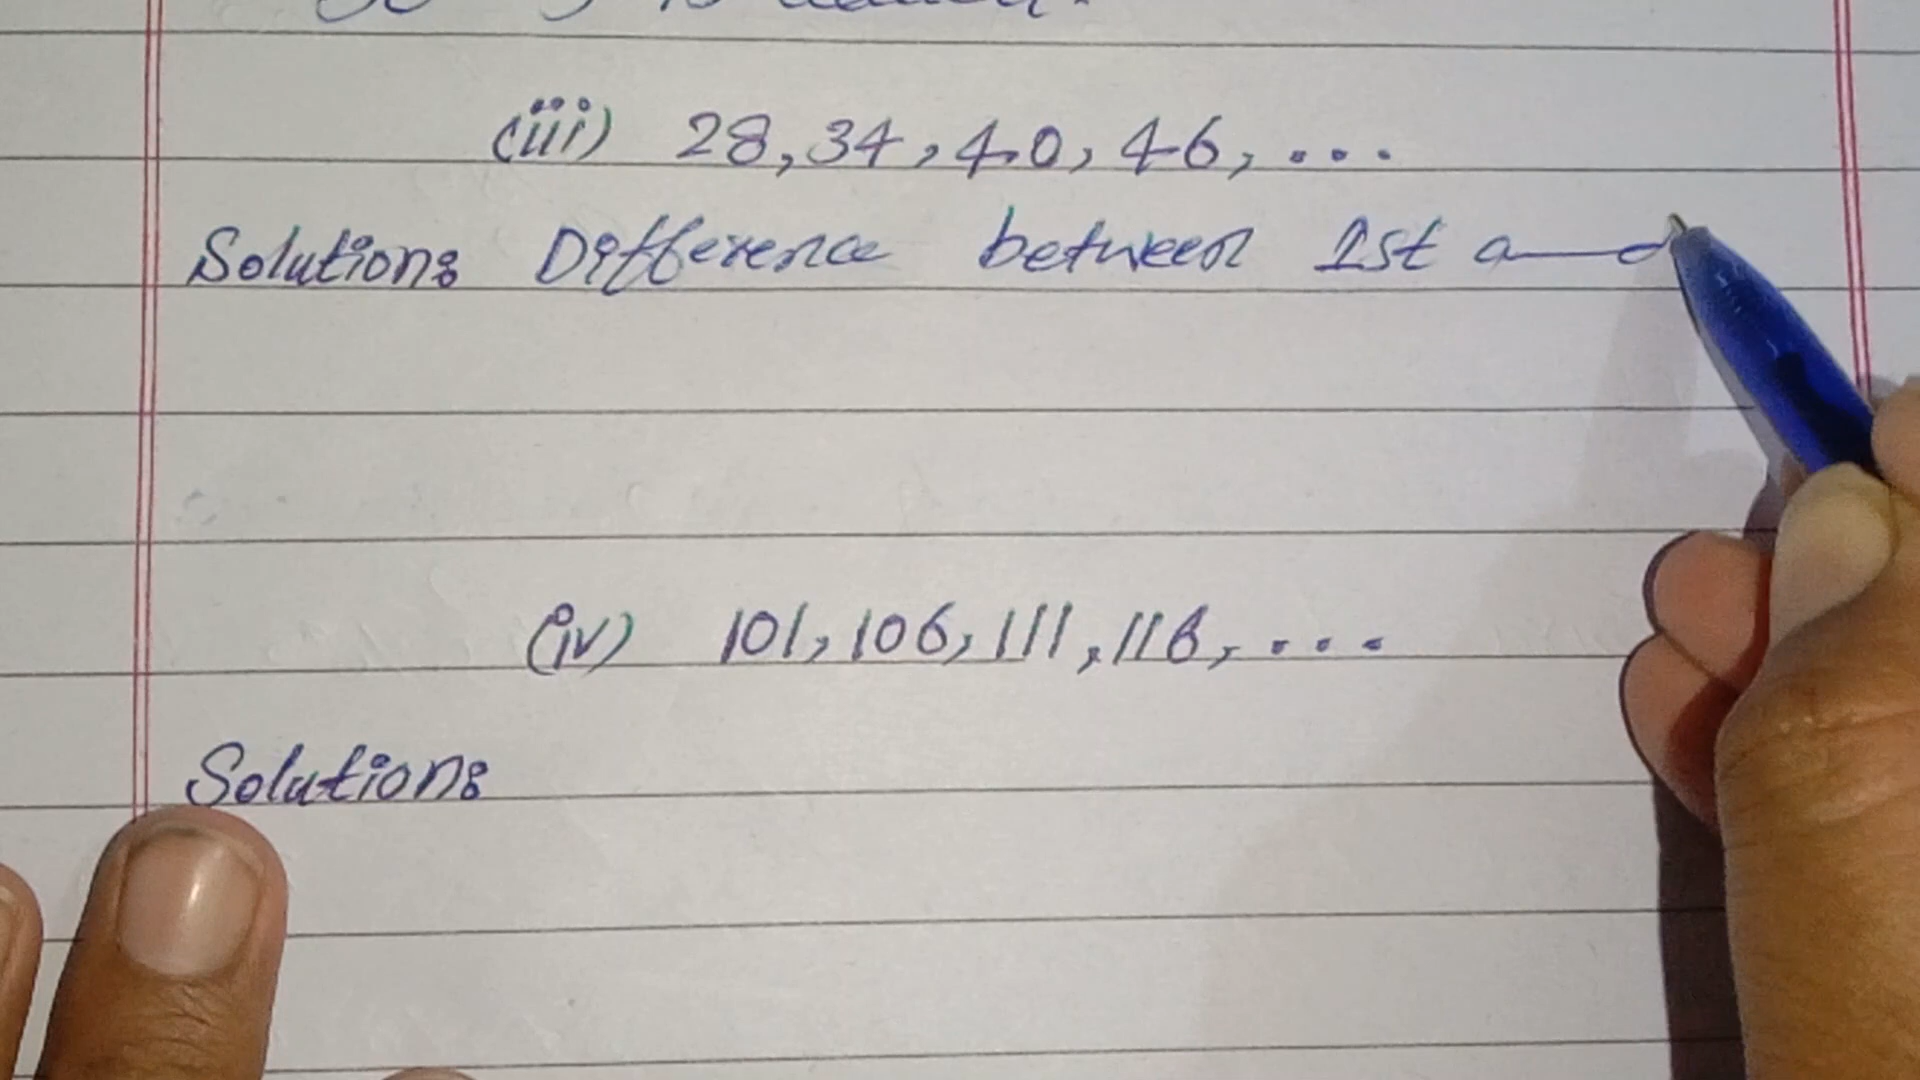 (iii) 28, 34, 40, 46, ...
Solution: Difference between 1st and
(iv) 101, 106, 111, 116, ...
Solution: